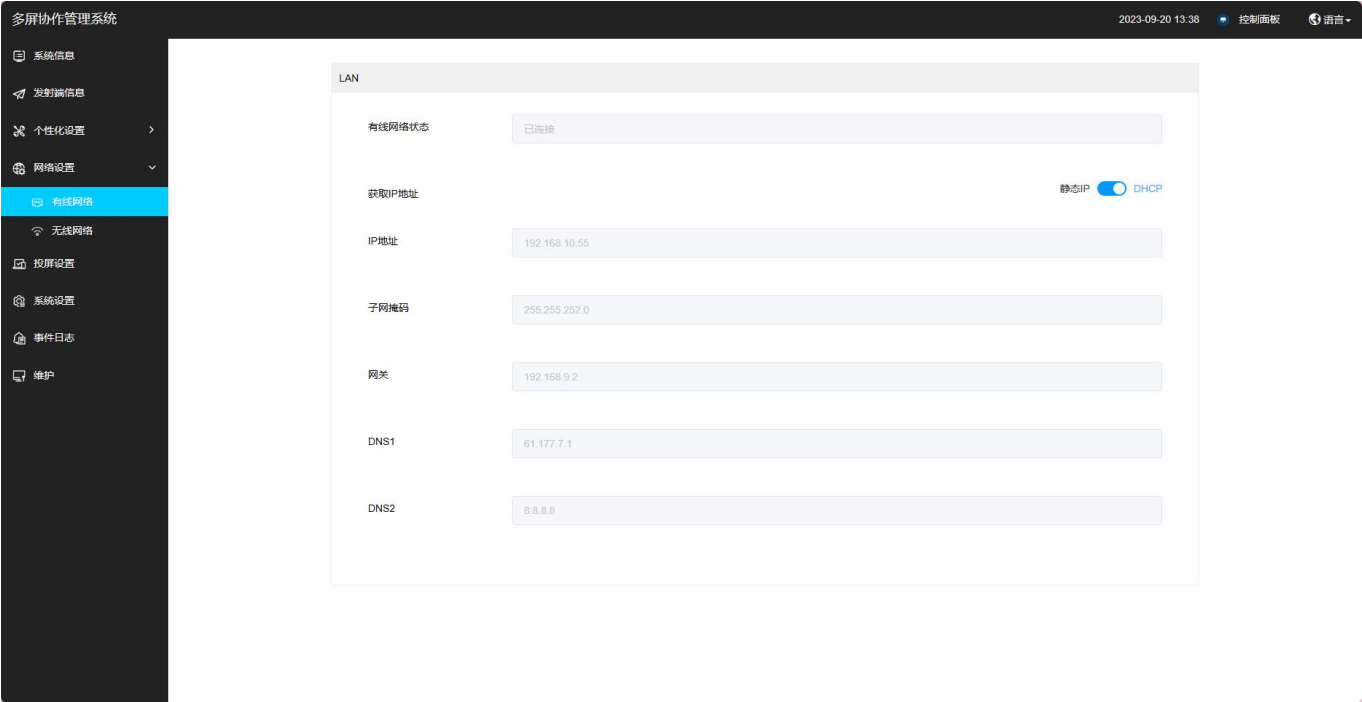 多屏协作管理系统
2023-09-20 13:38 控制面板 语言
系统信息
发射端信息
个性化设置
网络设置
有线网络
无线网络
投屏设置
系统设置
事件日志
维护
LAN
有线网络状态 已连接
获取IP地址 静态IP DHCP
IP地址 192.168.10.55
子网掩码 255.255.252.0
网关 192.168.9.2
DNS1 61.177.7.1
DNS2 8.8.8.8